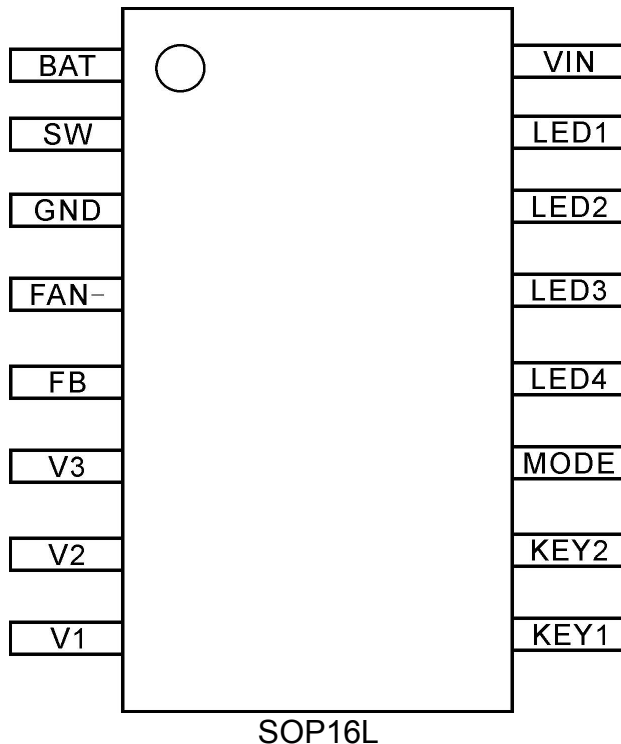 BAT
VIN
SW
LED1
GND
LED2
FAN-
LED3
FB
LED4
V3
MODE
V2
KEY2
V1
KEY1
SOP16L